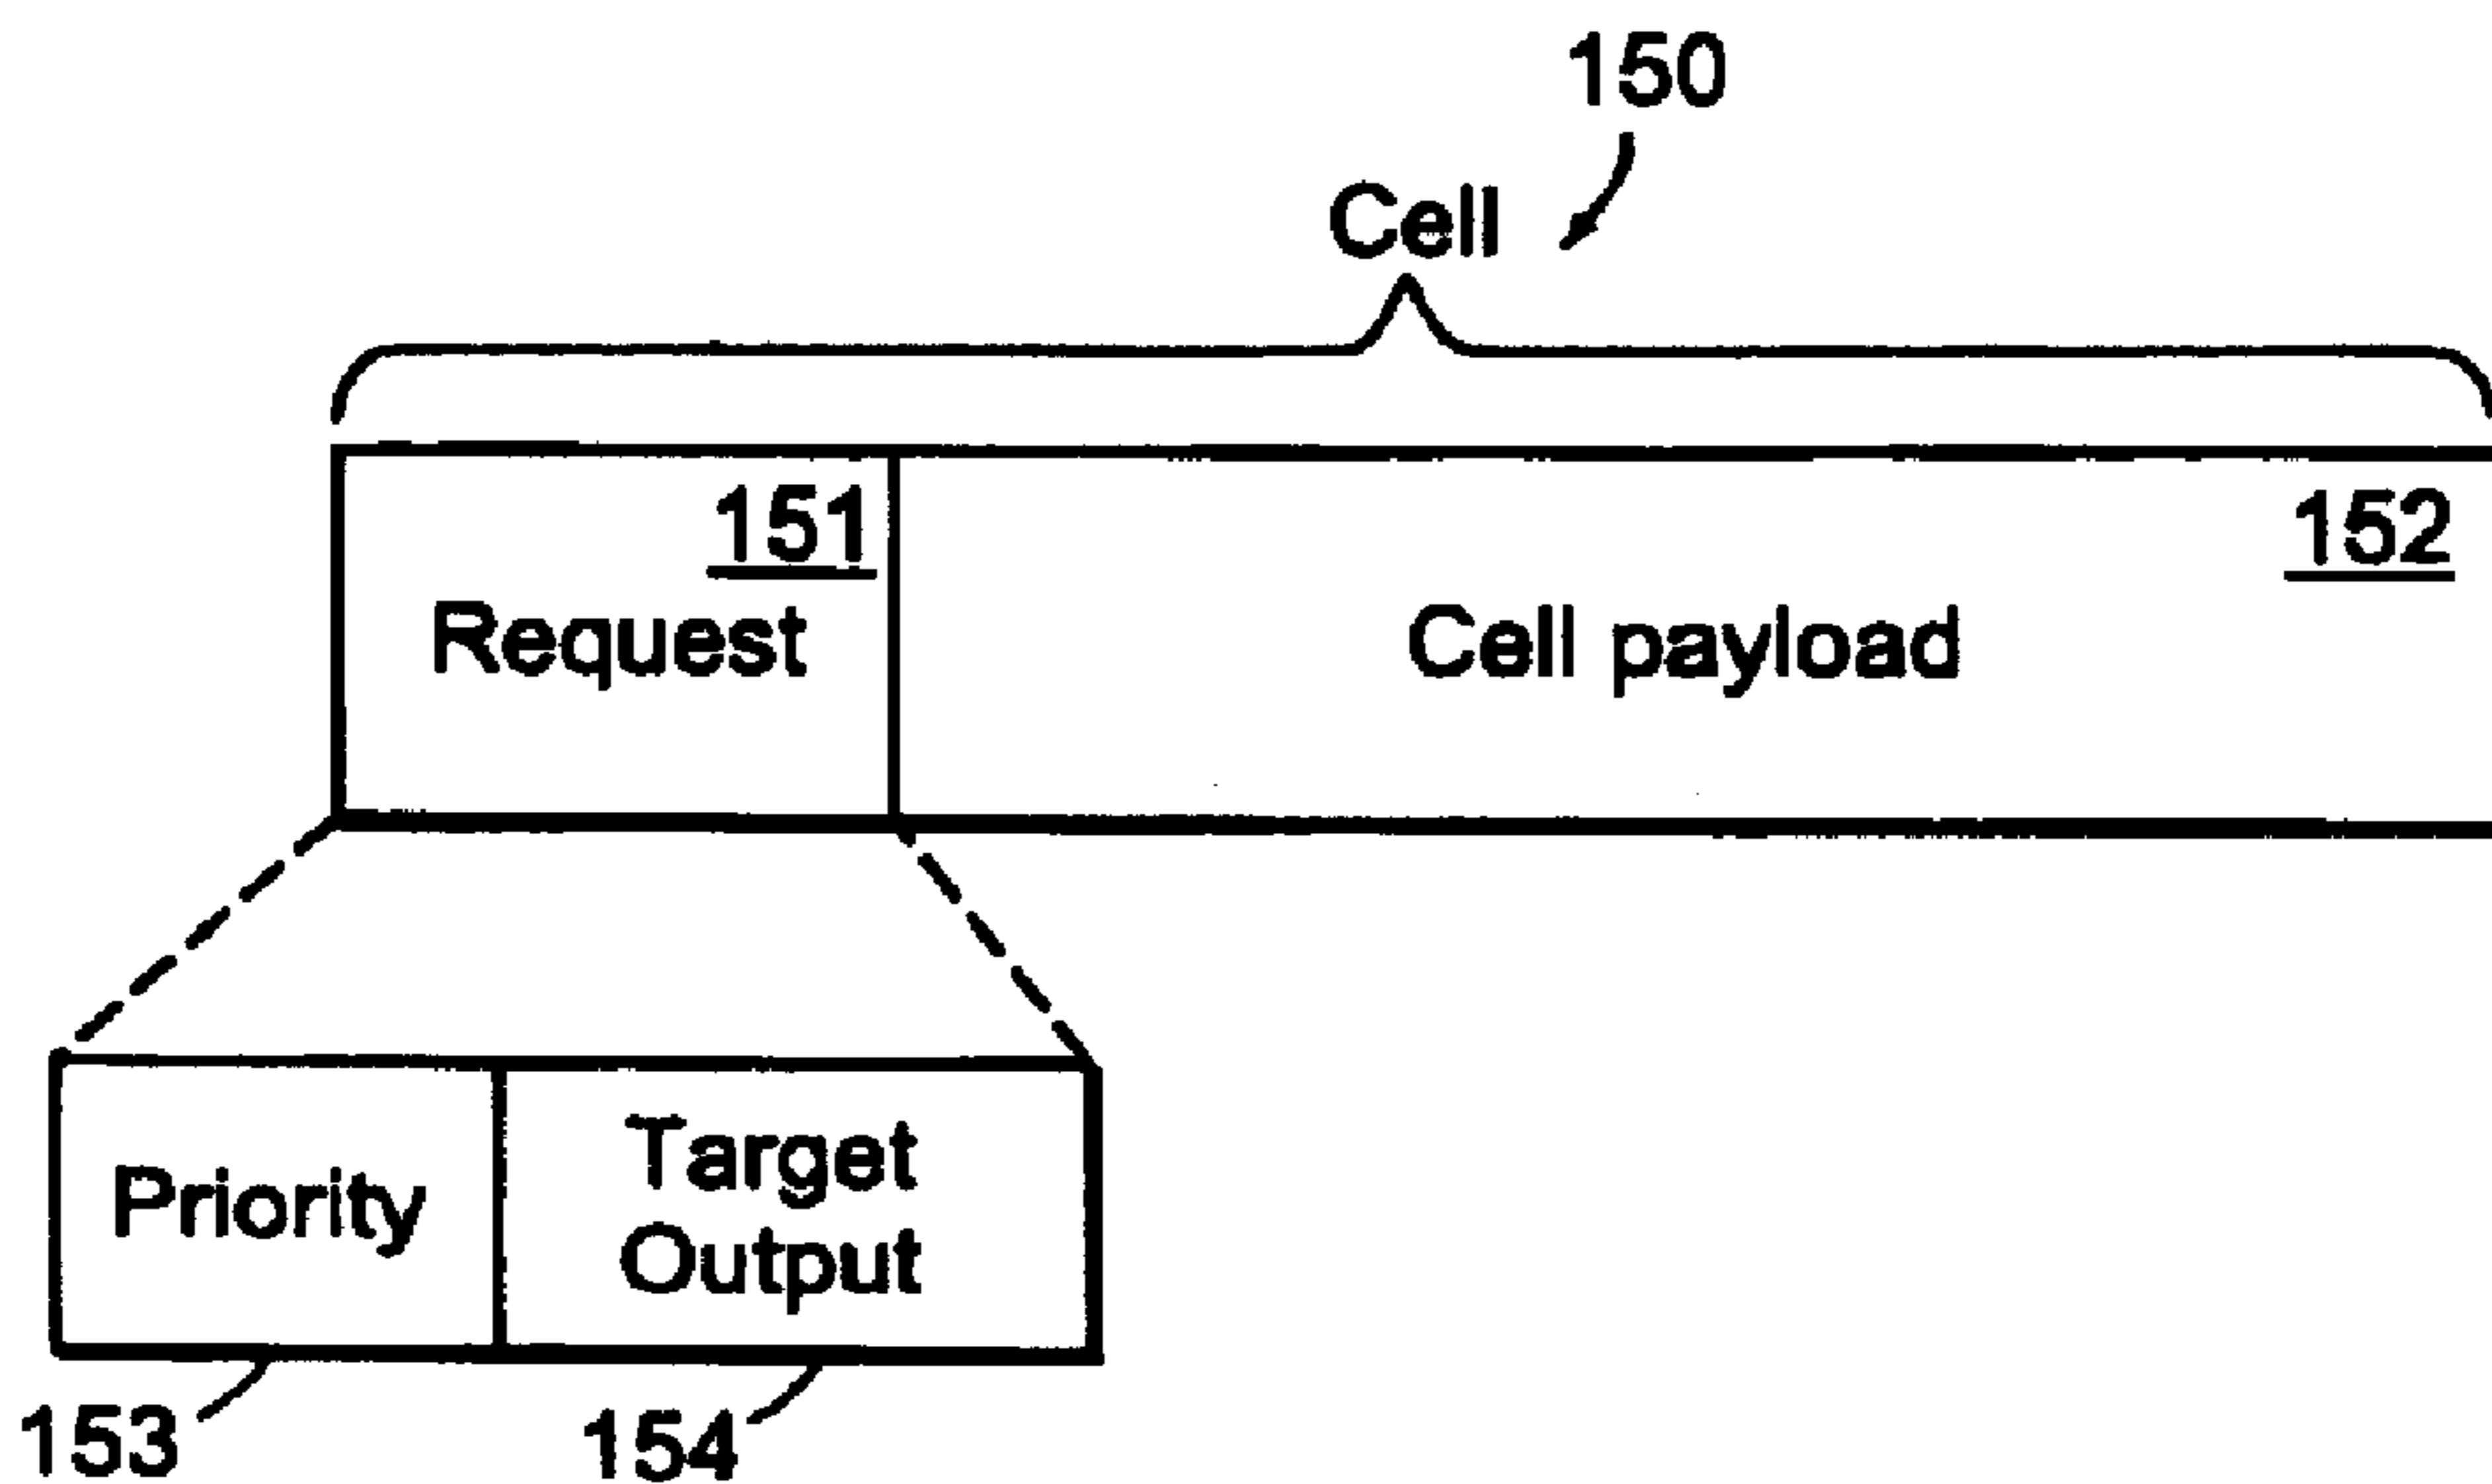 150
Cell
151
152
Request
Cell payload
Priority
Target
Output
153
154